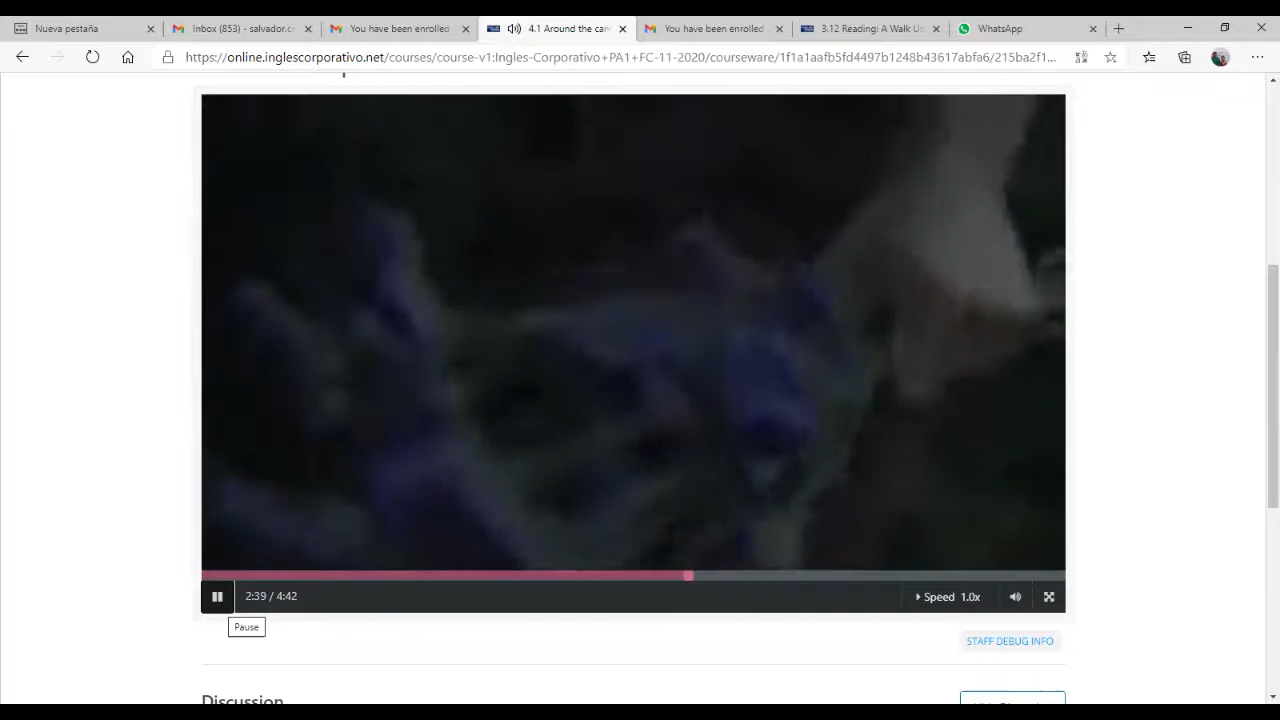 Nueva pestaña
Inbox (853) - salvador.c
You have been enrolled
4.1 Around the cam
You have been enrolled
3.12 Reading: A Walk Up
WhatsApp
https://online.inglescorporativo.net/courses/course-v1:Ingles-Corporativo+PA1+FC-11-2020/courseware/1f1a1aafb5fd4497b1248b43617abfa6/215ba2f1...
2:39 / 4:42
Speed 1.0x
Pause
STAFF DEBUG INFO
Discussion